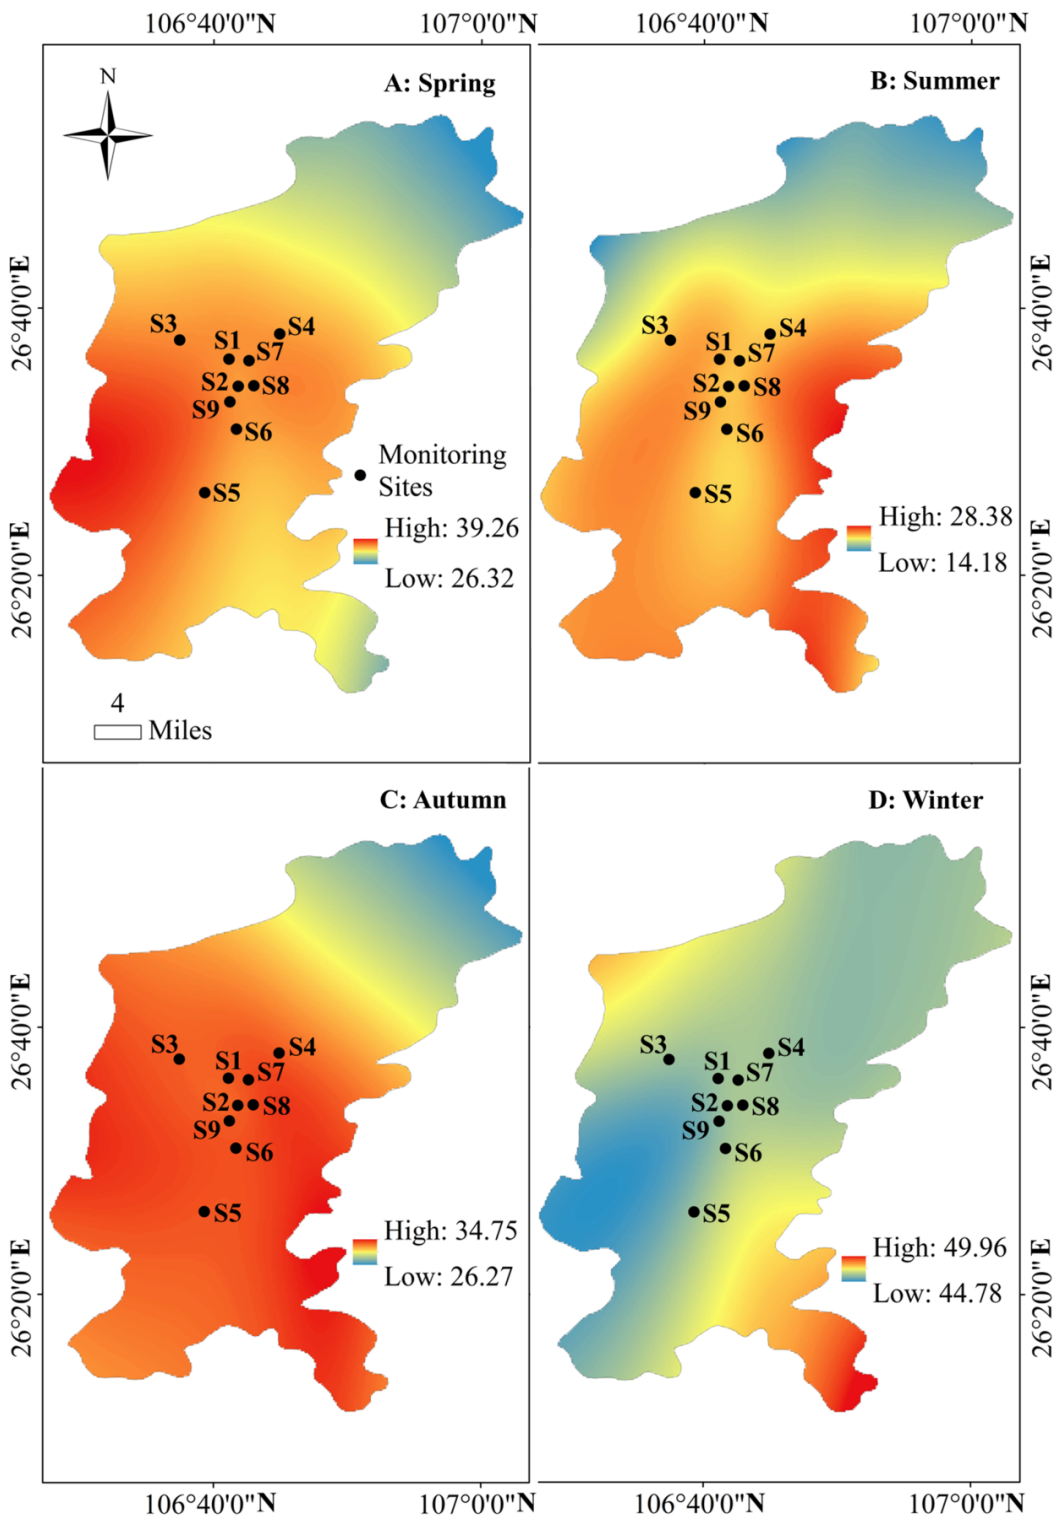 106°40'0"N 107°0'0"N 106°40'0"N 107°0'0"N
N
A: Spring
B: Summer
26°40'0"E
26°40'0"E
S3 S4
S1 S7
S2 S8
S9
S6
S5
S3 S4
S1 S7
S2 S8
S9
S6
S5
Monitoring
Sites
High: 39.26
Low: 26.32
High: 28.38
Low: 14.18
26°20'0"E
26°20'0"E
4
Miles
C: Autumn
D: Winter
26°40'0"E
26°40'0"E
S3 S4
S1 S7
S2 S8
S9
S6
S5
S3 S4
S1 S7
S2 S8
S9
S6
S5
High: 34.75
Low: 26.27
High: 49.96
Low: 44.78
26°20'0"E
26°20'0"E
106°40'0"N 107°0'0"N 106°40'0"N 107°0'0"N